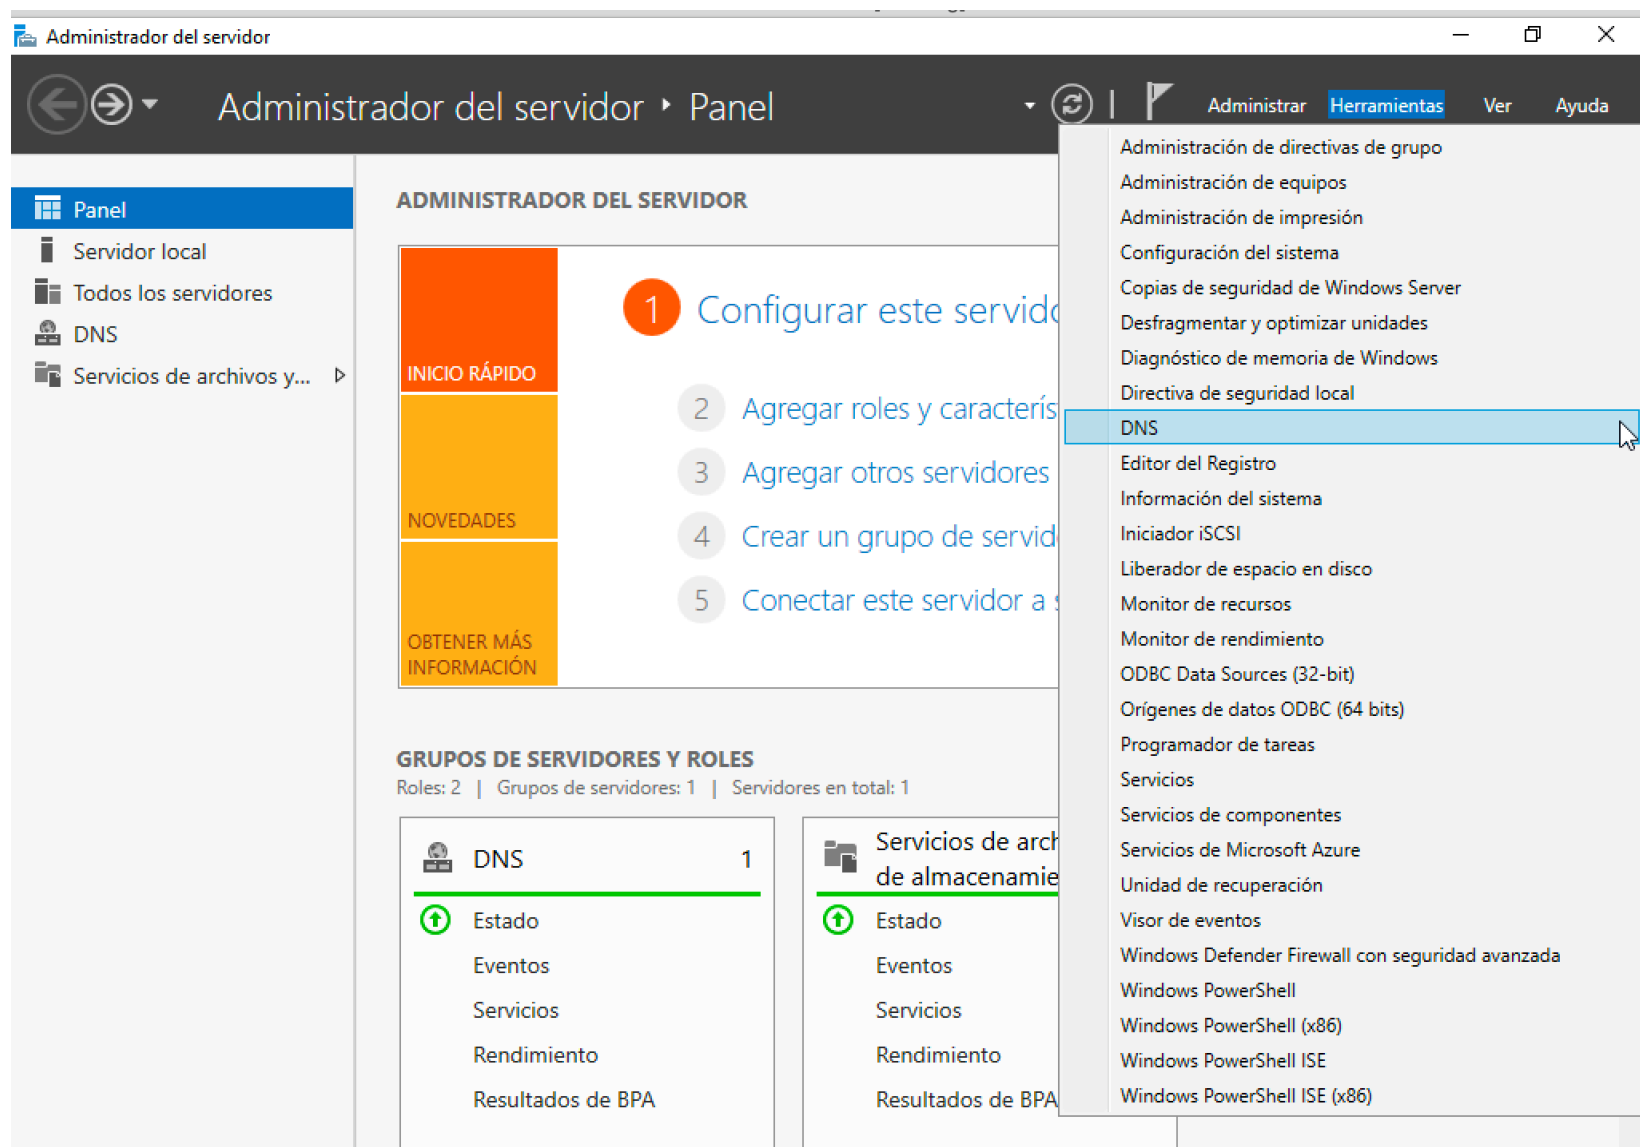 Administrador del servidor
Administrador del servidor ‣ Panel
Administrar Herramientas Ver Ayuda
Panel
Servidor local
Todos los servidores
DNS
Servicios de archivos y...
ADMINISTRADOR DEL SERVIDOR
INICIO RÁPIDO
NOVEDADES
OBTENER MÁS
INFORMACIÓN
1 Configurar este servido
2 Agregar roles y caracterís
3 Agregar otros servidores
4 Crear un grupo de servid
5 Conectar este servidor a s
GRUPOS DE SERVIDORES Y ROLES
Roles: 2 | Grupos de servidores: 1 | Servidores en total: 1
DNS 1
Estado
Eventos
Servicios
Rendimiento
Resultados de BPA
Servicios de arch
de almacenamie
Estado
Eventos
Servicios
Rendimiento
Resultados de BPA
Administración de directivas de grupo
Administración de equipos
Administración de impresión
Configuración del sistema
Copias de seguridad de Windows Server
Desfragmentar y optimizar unidades
Diagnóstico de memoria de Windows
Directiva de seguridad local
DNS
Editor del Registro
Información del sistema
Iniciador iSCSI
Liberador de espacio en disco
Monitor de recursos
Monitor de rendimiento
ODBC Data Sources (32-bit)
Orígenes de datos ODBC (64 bits)
Programador de tareas
Servicios
Servicios de componentes
Servicios de Microsoft Azure
Unidad de recuperación
Visor de eventos
Windows Defender Firewall con seguridad avanzada
Windows PowerShell
Windows PowerShell (x86)
Windows PowerShell ISE
Windows PowerShell ISE (x86)